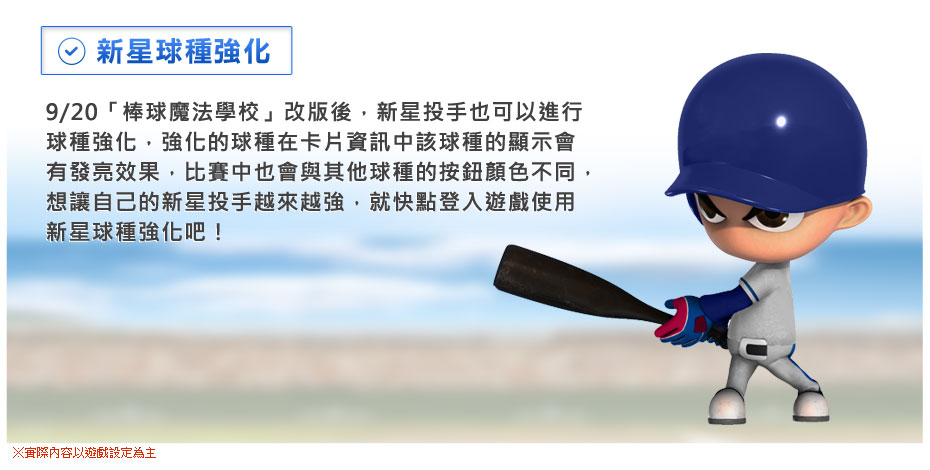 新星球種強化
9/20「棒球魔法學校」改版後，新星投手也可以進行
球種強化，強化的球種在卡片資訊中該球種的顯示會
有發亮效果，比賽中也會與其他球種的按鈕顏色不同，
想讓自己的新星投手越來越強，就快點登入遊戲使用
新星球種強化吧！
※實際內容以遊戲設定為主